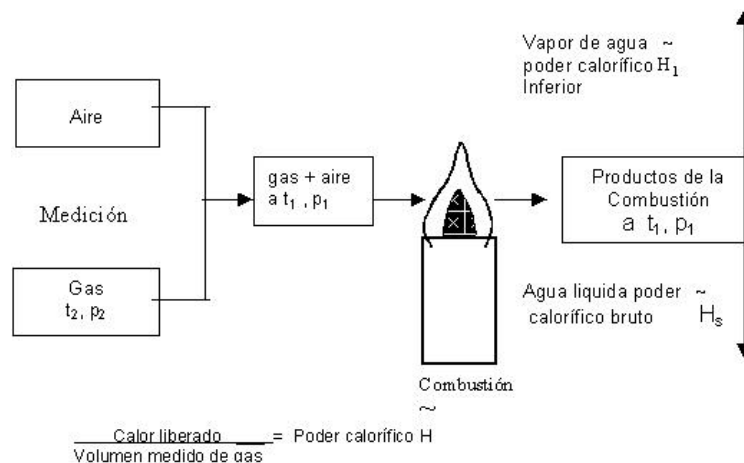 Aire
Medición
Gas
t₂, p₂
gas + aire
a t₁ , p₁
Combustión
~
Vapor de agua ~
poder calorífico H₁
Inferior
Productos de la
Combustión
a t₁, p₁
Agua liquida poder ~
calorífico bruto Hₛ
Calor liberado = Poder calorífico H
Volumen medido de gas